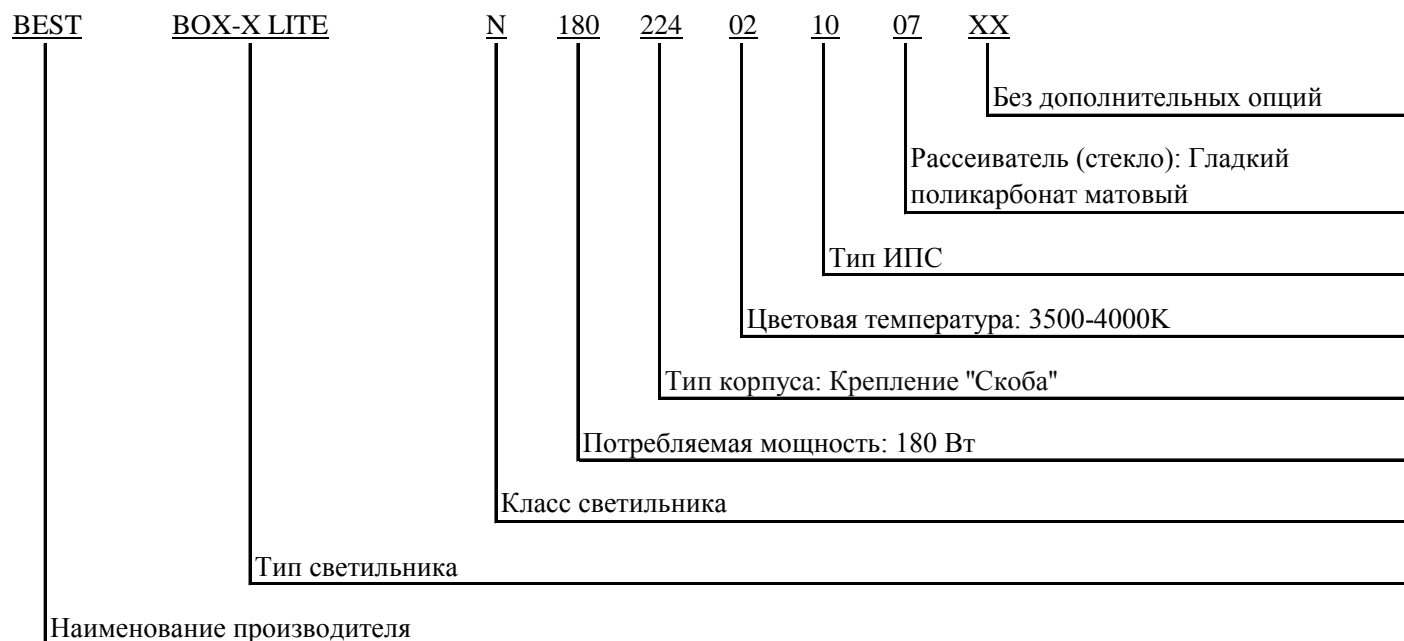 BEST BOX-X LITE N 180 224 02 10 07 XX
Без дополнительных опций
Рассеиватель (стекло): Гладкий
поликарбонат матовый
Тип ИПС
Цветовая температура: 3500-4000K
Тип корпуса: Крепление "Скоба"
Потребляемая мощность: 180 Вт
Класс светильника
Тип светильника
Наименование производителя